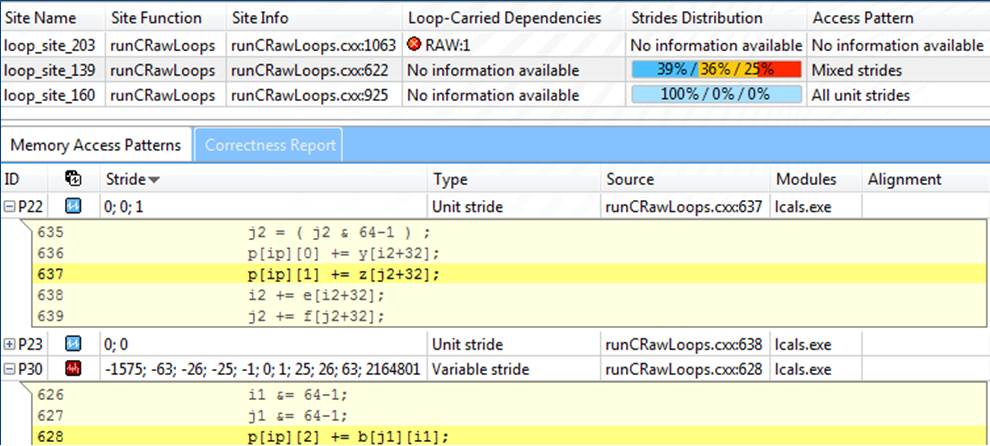 Site Name Site Function Site Info Loop-Carried Dependencies Strides Distribution Access Pattern
loop_site_203 runCRawLoops runCRawLoops.cxx:1063 RAW:1 No information available No information available
loop_site_139 runCRawLoops runCRawLoops.cxx:622 No information available 39% / 36% / 25% Mixed strides
loop_site_160 runCRawLoops runCRawLoops.cxx:925 No information available 100% / 0% / 0% All unit strides
Memory Access Patterns Correctness Report
ID Stride Type Source Modules Alignment
P22 0; 0; 1 Unit stride runCRawLoops.cxx:637 lcals.exe
635 j2 = ( j2 & 64-1 ) ;
636 p[ip][0] += y[i2+32];
637 p[ip][1] += z[j2+32];
638 i2 += e[i2+32];
639 j2 += f[j2+32];
P23 0; 0 Unit stride runCRawLoops.cxx:638 lcals.exe
P30 -1575; -63; -26; -25; -1; 0; 1; 25; 26; 63; 2164801 Variable stride runCRawLoops.cxx:628 lcals.exe
626 i1 &= 64-1;
627 j1 &= 64-1;
628 p[ip][2] += b[j1][i1];